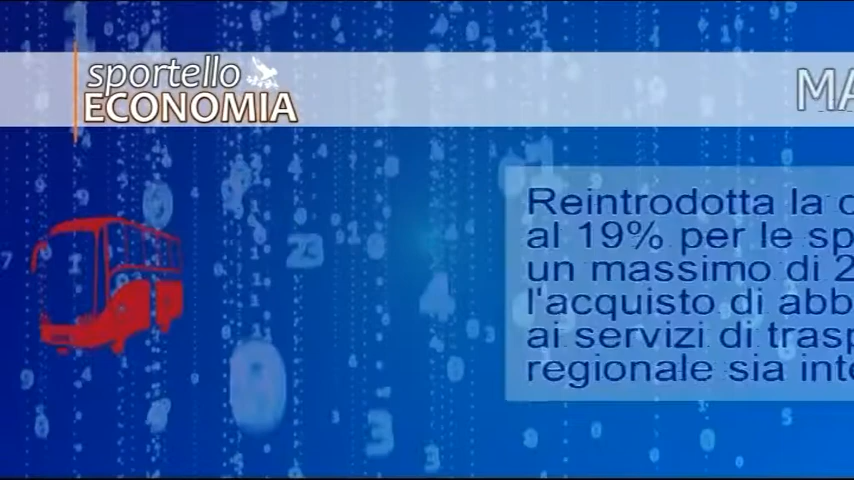 sportello
ECONOMIA
MA
Reintrodotta la
al 19% per le sp
un massimo di 2
l'acquisto di abb
ai servizi di trasp
regionale sia inte